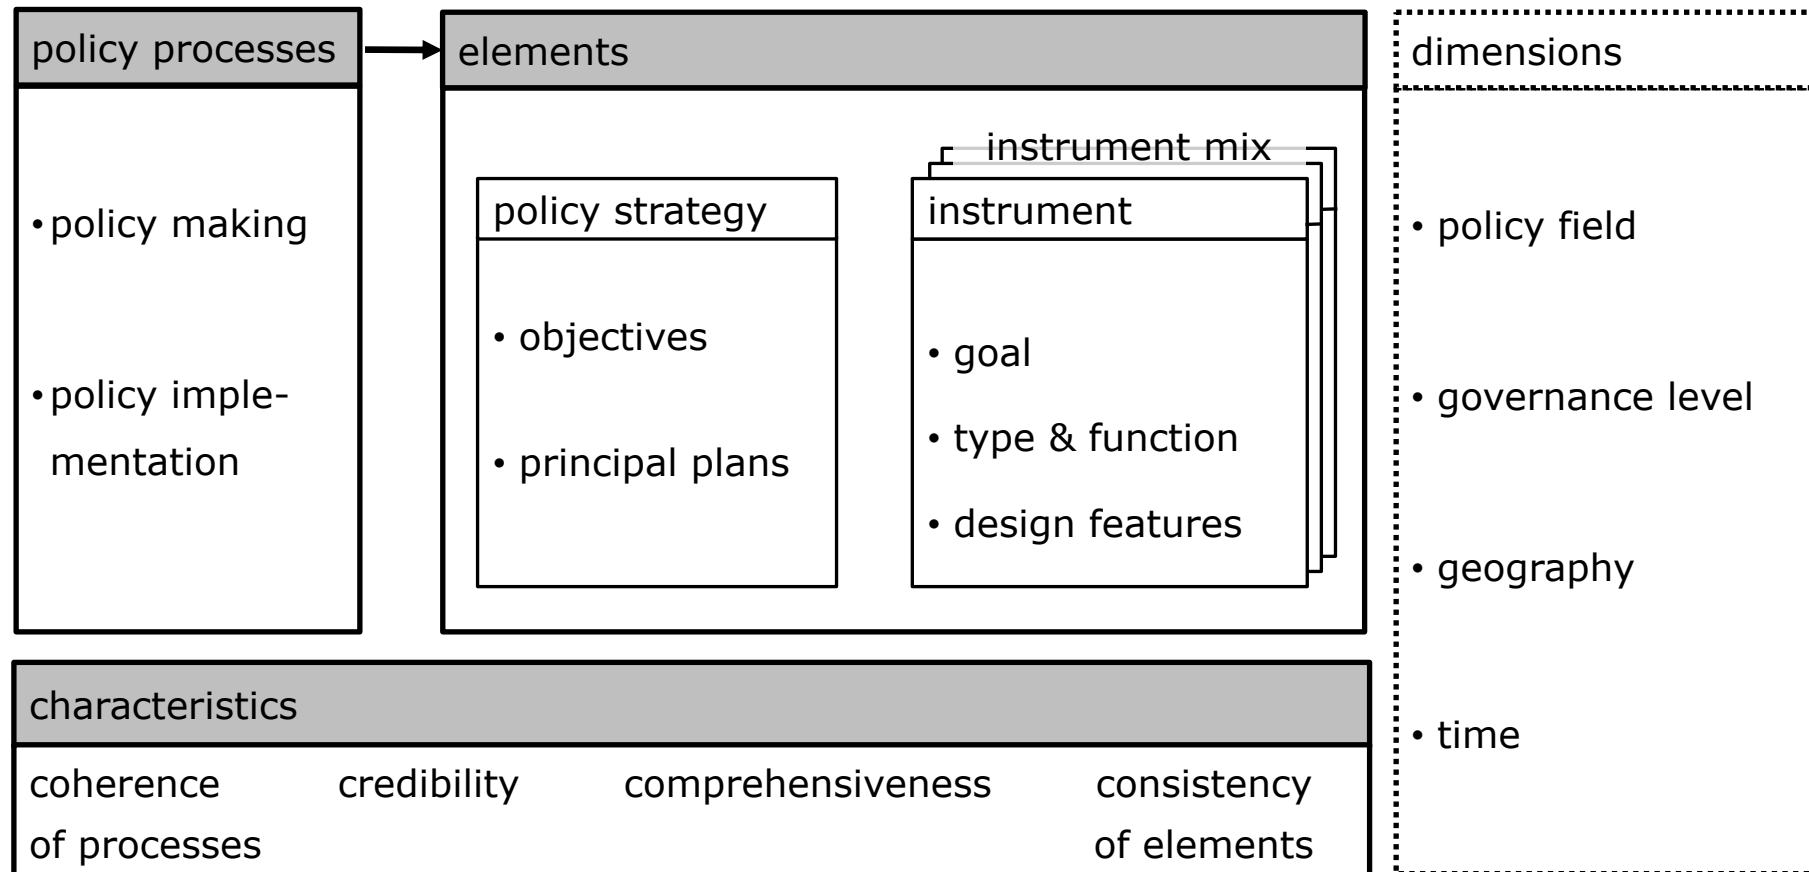 policy processes
• policy making
• policy imple-
mentation
elements
policy strategy
• objectives
• principal plans
instrument mix
instrument
• goal
• type & function
• design features
dimensions
• policy field
• governance level
• geography
• time
characteristics
coherence credibility comprehensiveness consistency
of processes of elements